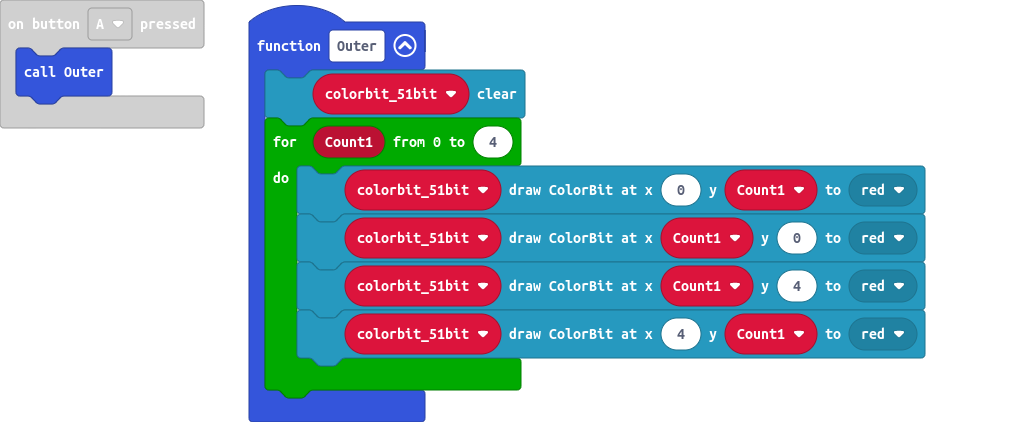 on button A pressed
call Outer
function Outer
colorbit_51bit clear
for Count1 from 0 to 4
do
colorbit_51bit draw ColorBit at x 0 y Count1 to red
colorbit_51bit draw ColorBit at x Count1 y 0 to red
colorbit_51bit draw ColorBit at x Count1 y 4 to red
colorbit_51bit draw ColorBit at x 4 y Count1 to red